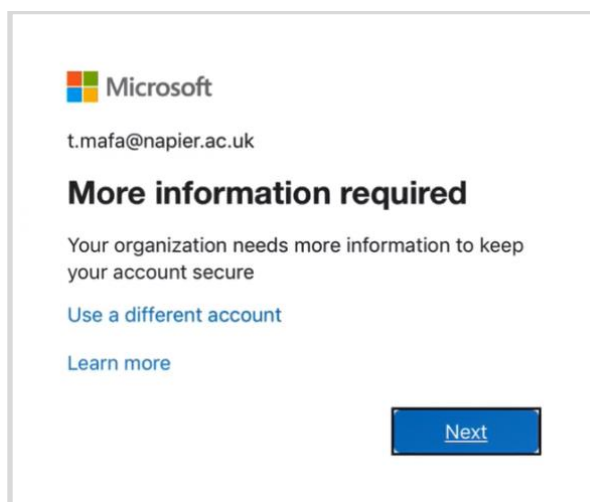 Microsoft
t.mafa@napier.ac.uk
More information required
Your organization needs more information to keep
your account secure
Use a different account
Learn more
Next